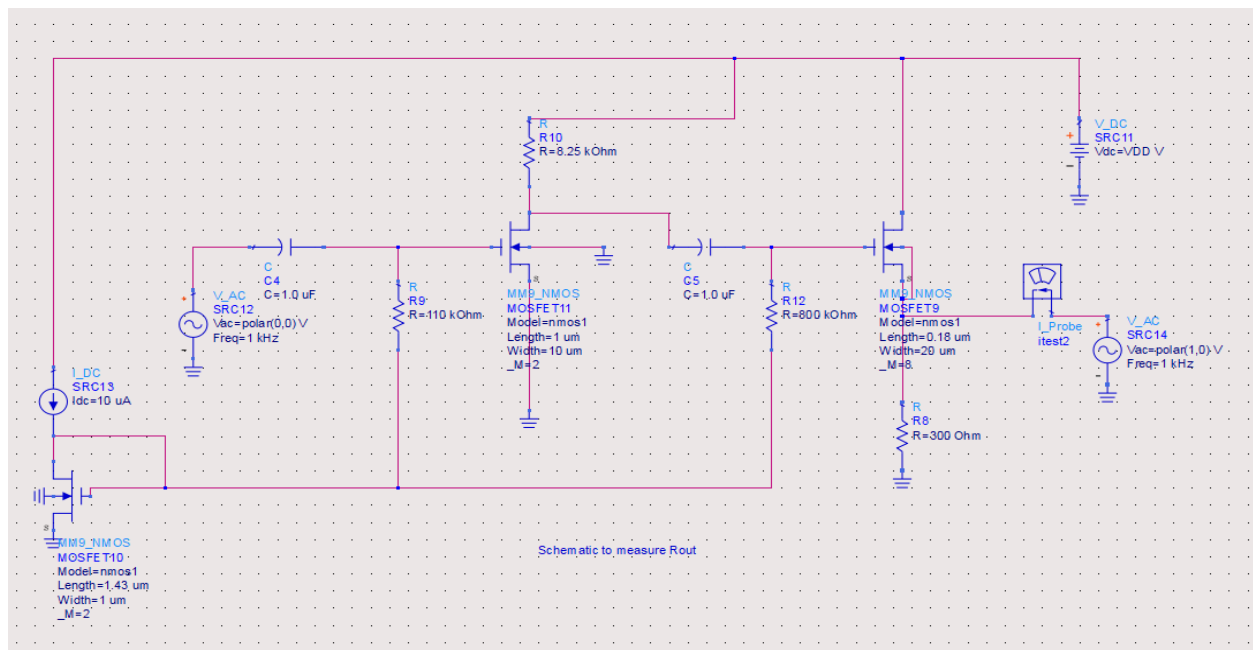 R
R10
R=8.25 kOhm
V_DC
SRC11
Vdc=VDD V
C
C4
C=1.0 uF
V_AC
SRC12
Vac=polar(0,0) V
Freq=1 kHz
R
R9
R=110 kOhm
MM9_NMOS
MOSFET11
Model=nmos1
Length=1 um
Width=10 um
_M=2
C
C5
C=1.0 uF
R
R12
R=800 kOhm
MM9_NMOS
MOSFET9
Model=nmos1
Length=0.18 um
Width=20 um
_M=8
I_Probe
itest2
V_AC
SRC14
Vac=polar(1,0) V
Freq=1 kHz
I_DC
SRC13
Idc=10 uA
R
R8
R=300 Ohm
MM9_NMOS
MOSFET10
Model=nmos1
Length=1.43 um
Width=1 um
_M=2
Schematic to measure Rout